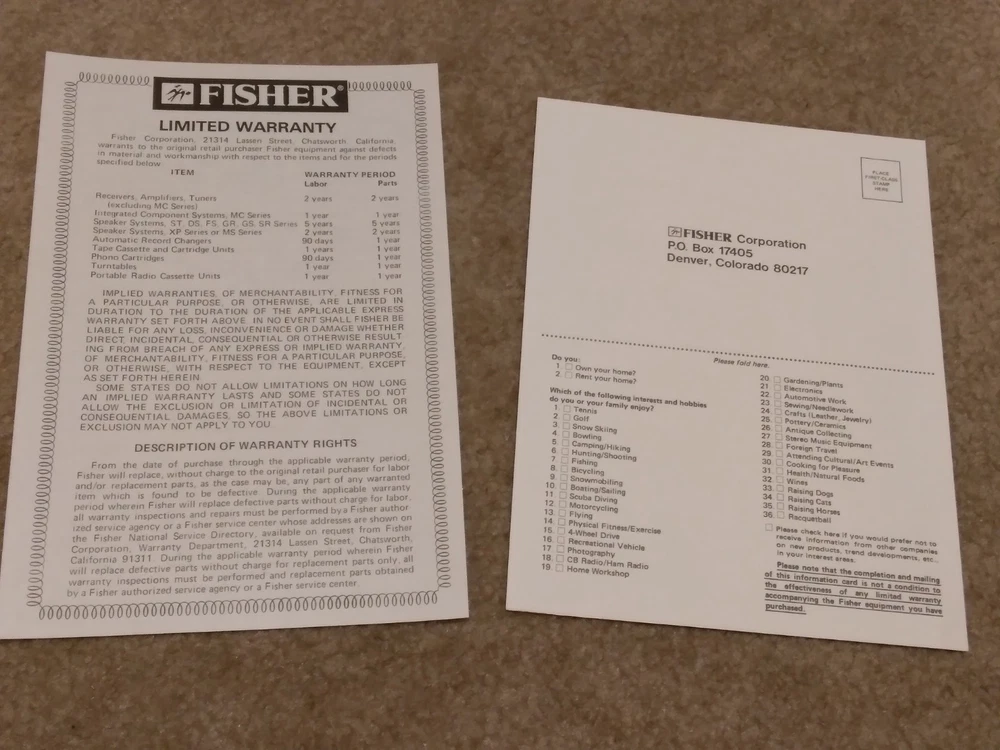 FISHER®
LIMITED WARRANTY
Fisher Corporation, 21314 Lassen Street, Chatsworth, California,
warrants to the original retail purchaser Fisher equipment against defects
in material and workmanship with respect to the items and for the periods
specified below.
ITEM WARRANTY PERIOD
Labor Parts
Receivers, Amplifiers, Tuners 2 years 2 years
(excluding MC Series)
Integrated Component Systems, MC Series 1 year 1 year
Speaker Systems, ST, DS, FS, GR, GS, SR Series 5 years 5 years
Speaker Systems, XP Series or MS Series 2 years 2 years
Automatic Record Changers 90 days 1 year
Tape Cassette and Cartridge Units 1 year 1 year
Phono Cartridges 90 days 1 year
Turntables 1 year 1 year
Portable Radio Cassette Units 1 year 1 year
IMPLIED WARRANTIES, OF MERCHANTABILITY, FITNESS FOR
A PARTICULAR PURPOSE, OR OTHERWISE, ARE LIMITED IN
DURATION TO THE DURATION OF THE APPLICABLE EXPRESS
WARRANTY SET FORTH ABOVE. IN NO EVENT SHALL FISHER BE
LIABLE FOR ANY LOSS, INCONVENIENCE OR DAMAGE WHETHER
DIRECT, INCIDENTAL, CONSEQUENTIAL OR OTHERWISE RESULT
ING FROM BREACH OF ANY EXPRESS OR IMPLIED WARRANTY,
OF MERCHANTABILITY, FITNESS FOR A PARTICULAR PURPOSE,
OR OTHERWISE, WITH RESPECT TO THE EQUIPMENT, EXCEPT
AS SET FORTH HEREIN.
SOME STATES DO NOT ALLOW LIMITATIONS ON HOW LONG
AN IMPLIED WARRANTY LASTS AND SOME STATES DO NOT
ALLOW THE EXCLUSION OR LIMITATION OF INCIDENTAL OR
CONSEQUENTIAL DAMAGES, SO THE ABOVE LIMITATIONS OR
EXCLUSION MAY NOT APPLY TO YOU
DESCRIPTION OF WARRANTY RIGHTS
From the date of purchase through the applicable warranty period,
Fisher will replace, without charge to the original retail purchaser for labor
and/or replacement parts, as the case may be, any part of any warranted
item which is found to be defective. During the applicable warranty
period wherein Fisher will replace defective parts without charge for labor,
all warranty inspections and repairs must be performed by a Fisher author
ized service agency or a Fisher service center whose addresses are shown on
the Fisher National Service Directory, available on request from Fisher
Corporation, Warranty Department, 21314 Lassen Street, Chatsworth,
California 91311. During the applicable warranty period wherein Fisher
will replace defective parts without charge for replacement parts only, all
warranty inspections must be performed and replacement parts obtained
by a Fisher authorized service agency or a Fisher service center.
PLACE
FIRST-CLASS
STAMP
HERE
FISHER Corporation
P.O. Box 17405
Denver, Colorado 80217
Please fold here.
Do you:
1. Own your home?
2. Rent your home?
Which of the following interests and hobbies
do you or your family enjoy?
1. Tennis
2. Golf
3. Snow Skiing
4. Bowling
5. Camping/Hiking
6. Hunting/Shooting
7. Fishing
8. Bicycling
9. Snowmobiling
10. Boating/Sailing
11. Scuba Diving
12. Motorcycling
13. Flying
14. Physical Fitness/Exercise
15. 4-Wheel Drive
16. Recreational Vehicle
17. Photography
18. CB Radio/Ham Radio
19. Home Workshop
20. Gardening/Plants
21. Electronics
22. Automotive Work
23. Sewing/Needlework
24. Crafts (Leather, Jewelry)
25. Pottery/Ceramics
26. Antique Collecting
27. Stereo Music Equipment
28. Foreign Travel
29. Attending Cultural/Art Events
30. Cooking for Pleasure
31. Health/Natural Foods
32. Wines
33. Raising Dogs
34. Raising Cats
35. Raising Horses
36. Racquetball
Please check here if you would prefer not to
receive information from other companies
on new products, trend developments, etc.,
in your interest areas.
Please note that the completion and mailing
of this information card is not a condition to
the effectiveness of any limited warranty
accompanying the Fisher equipment you have
purchased.